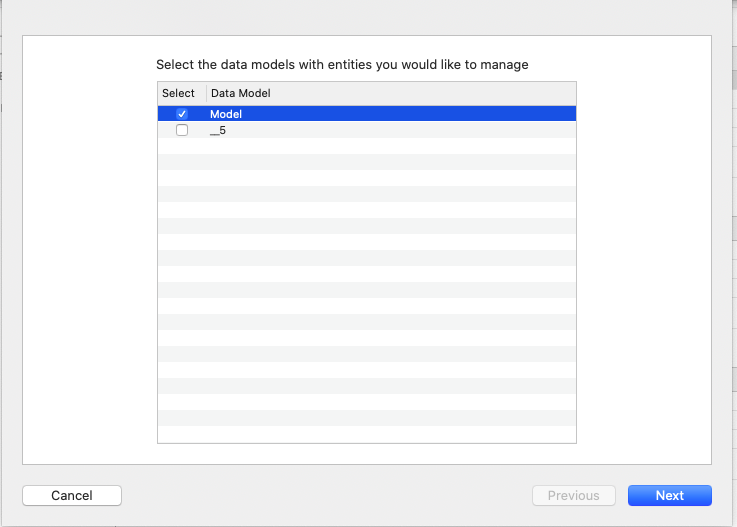 Select the data models with entities you would like to manage
Select Data Model
Model
__5
Cancel Previous Next